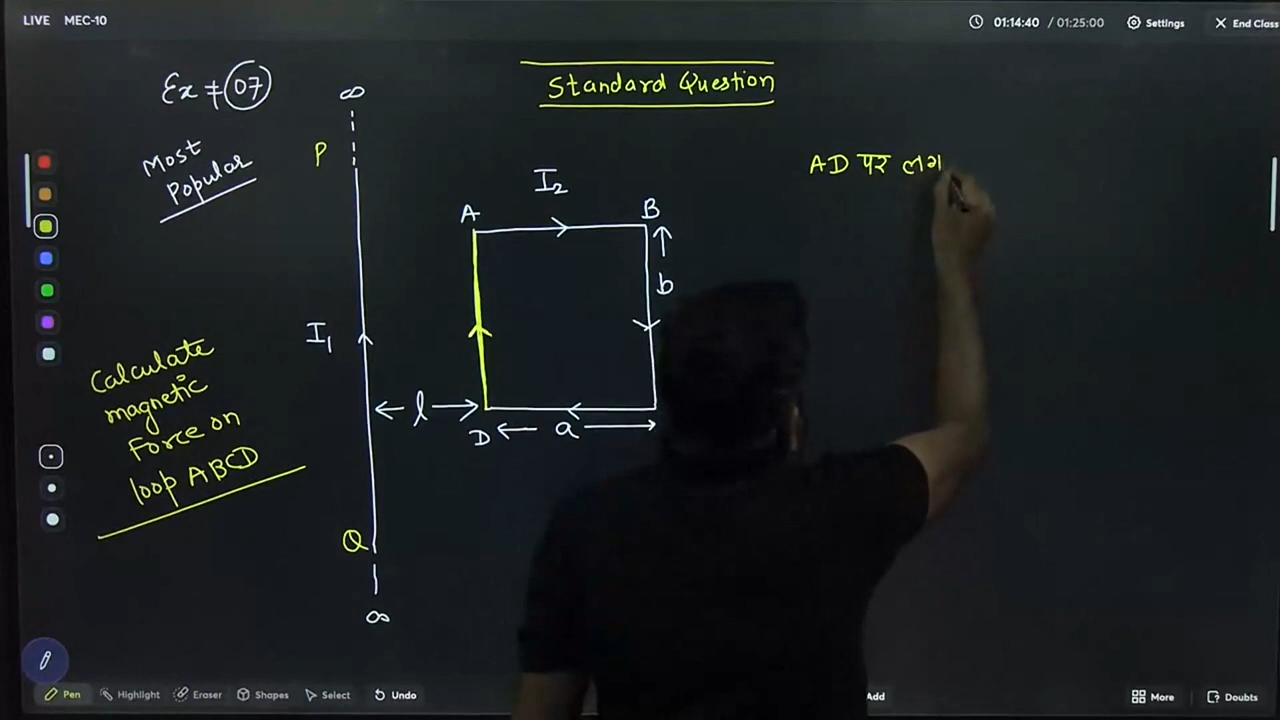 LIVE MEC-10
01:14:40 / 01:25:00 Settings End Class
Ex = 07
Standard Question
Most
Popular
∞
P
AD पर लग
I₂
A B
b
I₁
Calculate
magnetic
Force on
loop ABCD
l
D a
Q
∞
Pen Highlight Eraser Shapes Select Undo Add More Doubts